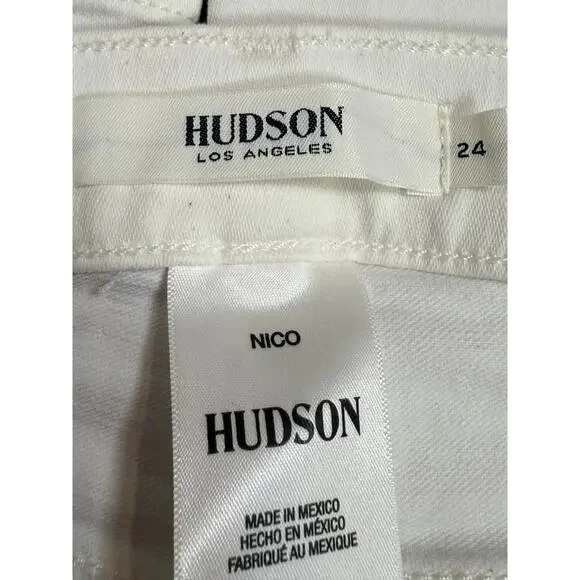 HUDSON
LOS ANGELES
24
NICO
HUDSON
MADE IN MEXICO
HECHO EN MÉXICO
FABRIQUÉ AU MEXIQUE